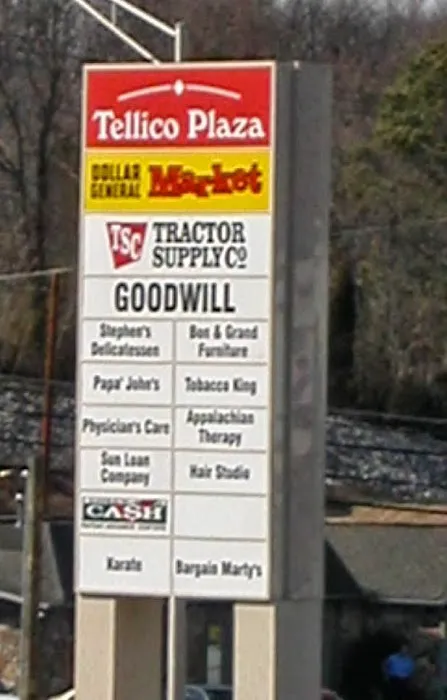 Tellico Plaza
DOLLAR GENERAL Market
TSC TRACTOR SUPPLY CO
GOODWILL
Stephen's Delicatessen
Bon & Grand Furniture
Papa' John's
Tobacco King
Physician's Care
Appalachian Therapy
Sun Loan Company
Hair Studio
CASH
Karate
Bargain Marty's